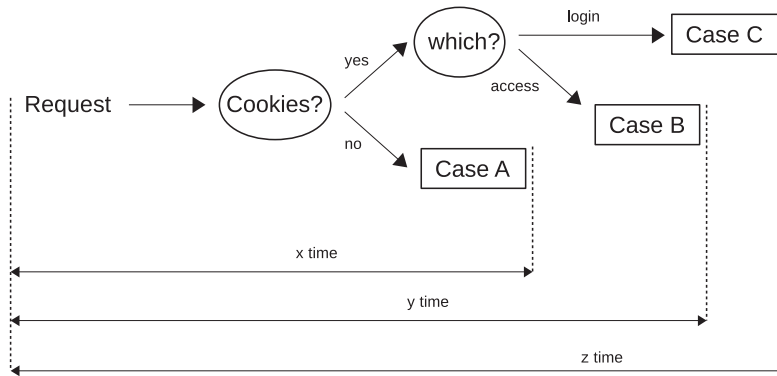 login
which?
Case C
yes
access
Request
Cookies?
Case B
no
Case A
x time
y time
z time